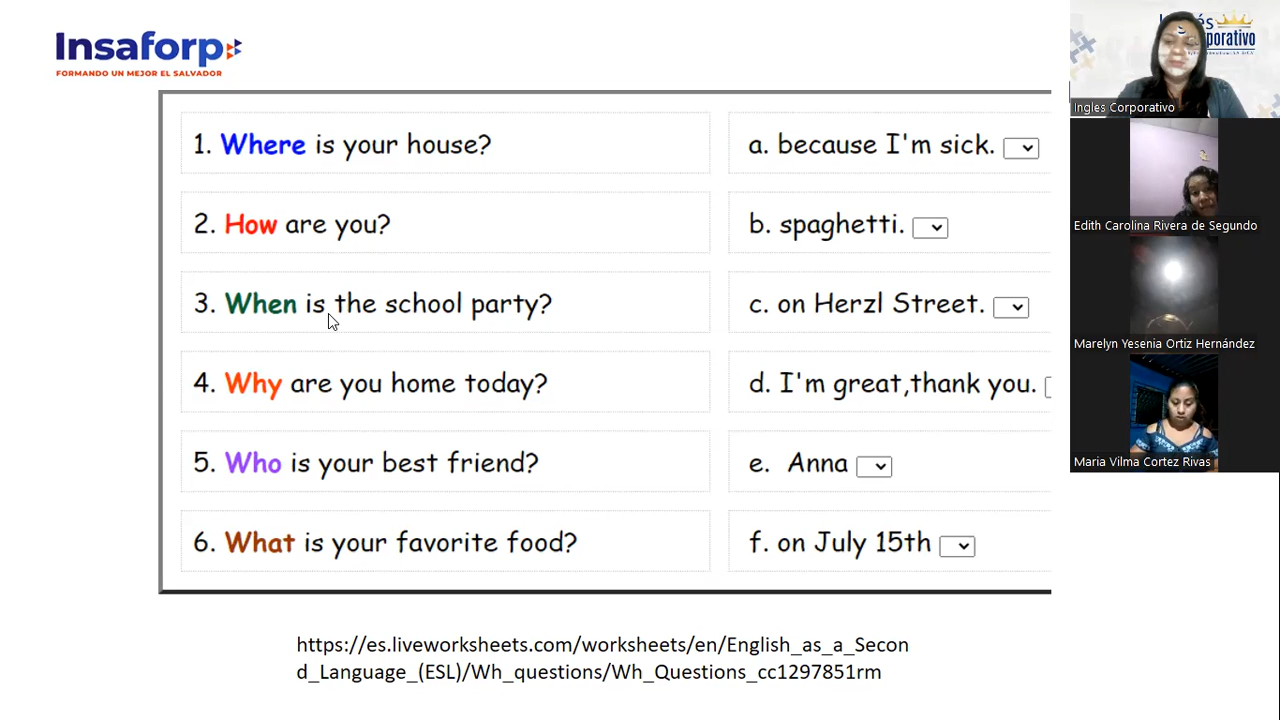 Insaforp
FORMANDO UN MEJOR EL SALVADOR
1. Where is your house?
a. because I'm sick.
2. How are you?
b. spaghetti.
3. When is the school party?
c. on Herzl Street.
4. Why are you home today?
d. I'm great,thank you.
5. Who is your best friend?
e. Anna
6. What is your favorite food?
f. on July 15th
https://es.liveworksheets.com/worksheets/en/English_as_a_Secon
d_Language_(ESL)/Wh_questions/Wh_Questions_cc1297851rm
Ingles Corporativo
Edith Carolina Rivera de Segundo
Marelyn Yesenia Ortiz Hernández
Maria Vilma Cortez Rivas